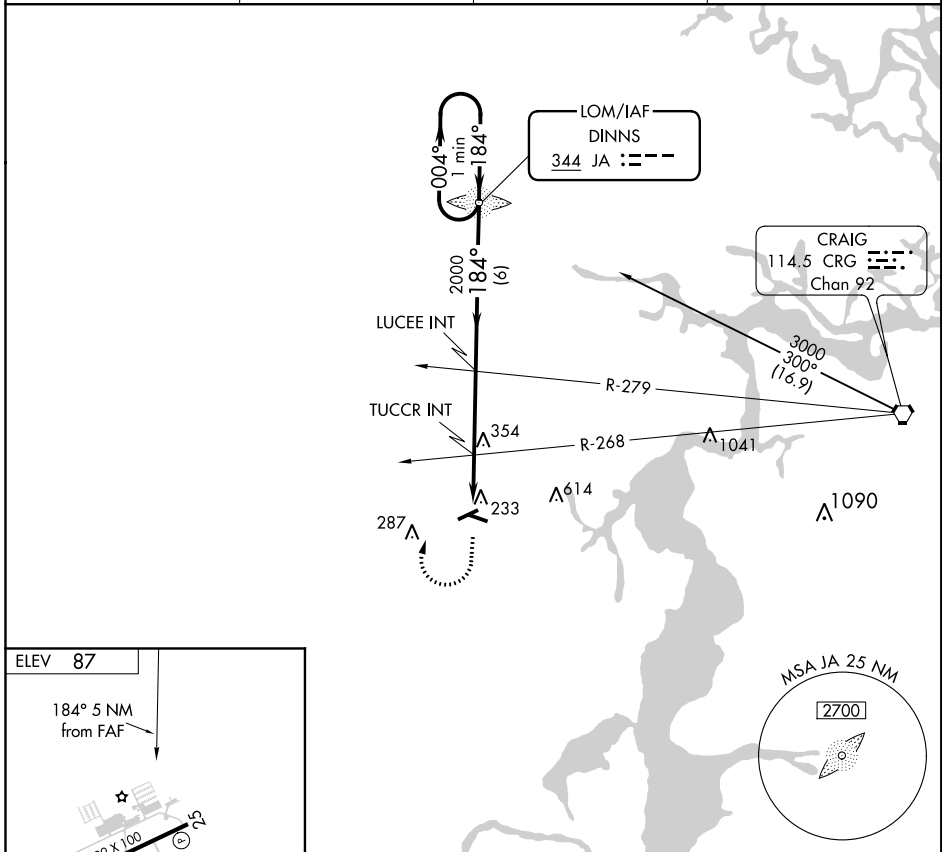 LOM/IAF
DINNS
344 JA
004°
1 min
184°
CRAIG
114.5 CRG
Chan 92
2000
184°
(6)
LUCEE INT
3000
300°
(16.9)
R-279
TUCCR INT
354
R-268
1041
233
614
287
1090
ELEV 87
184° 5 NM
from FAF
25
X 100
P
MSA JA 25 NM
2700